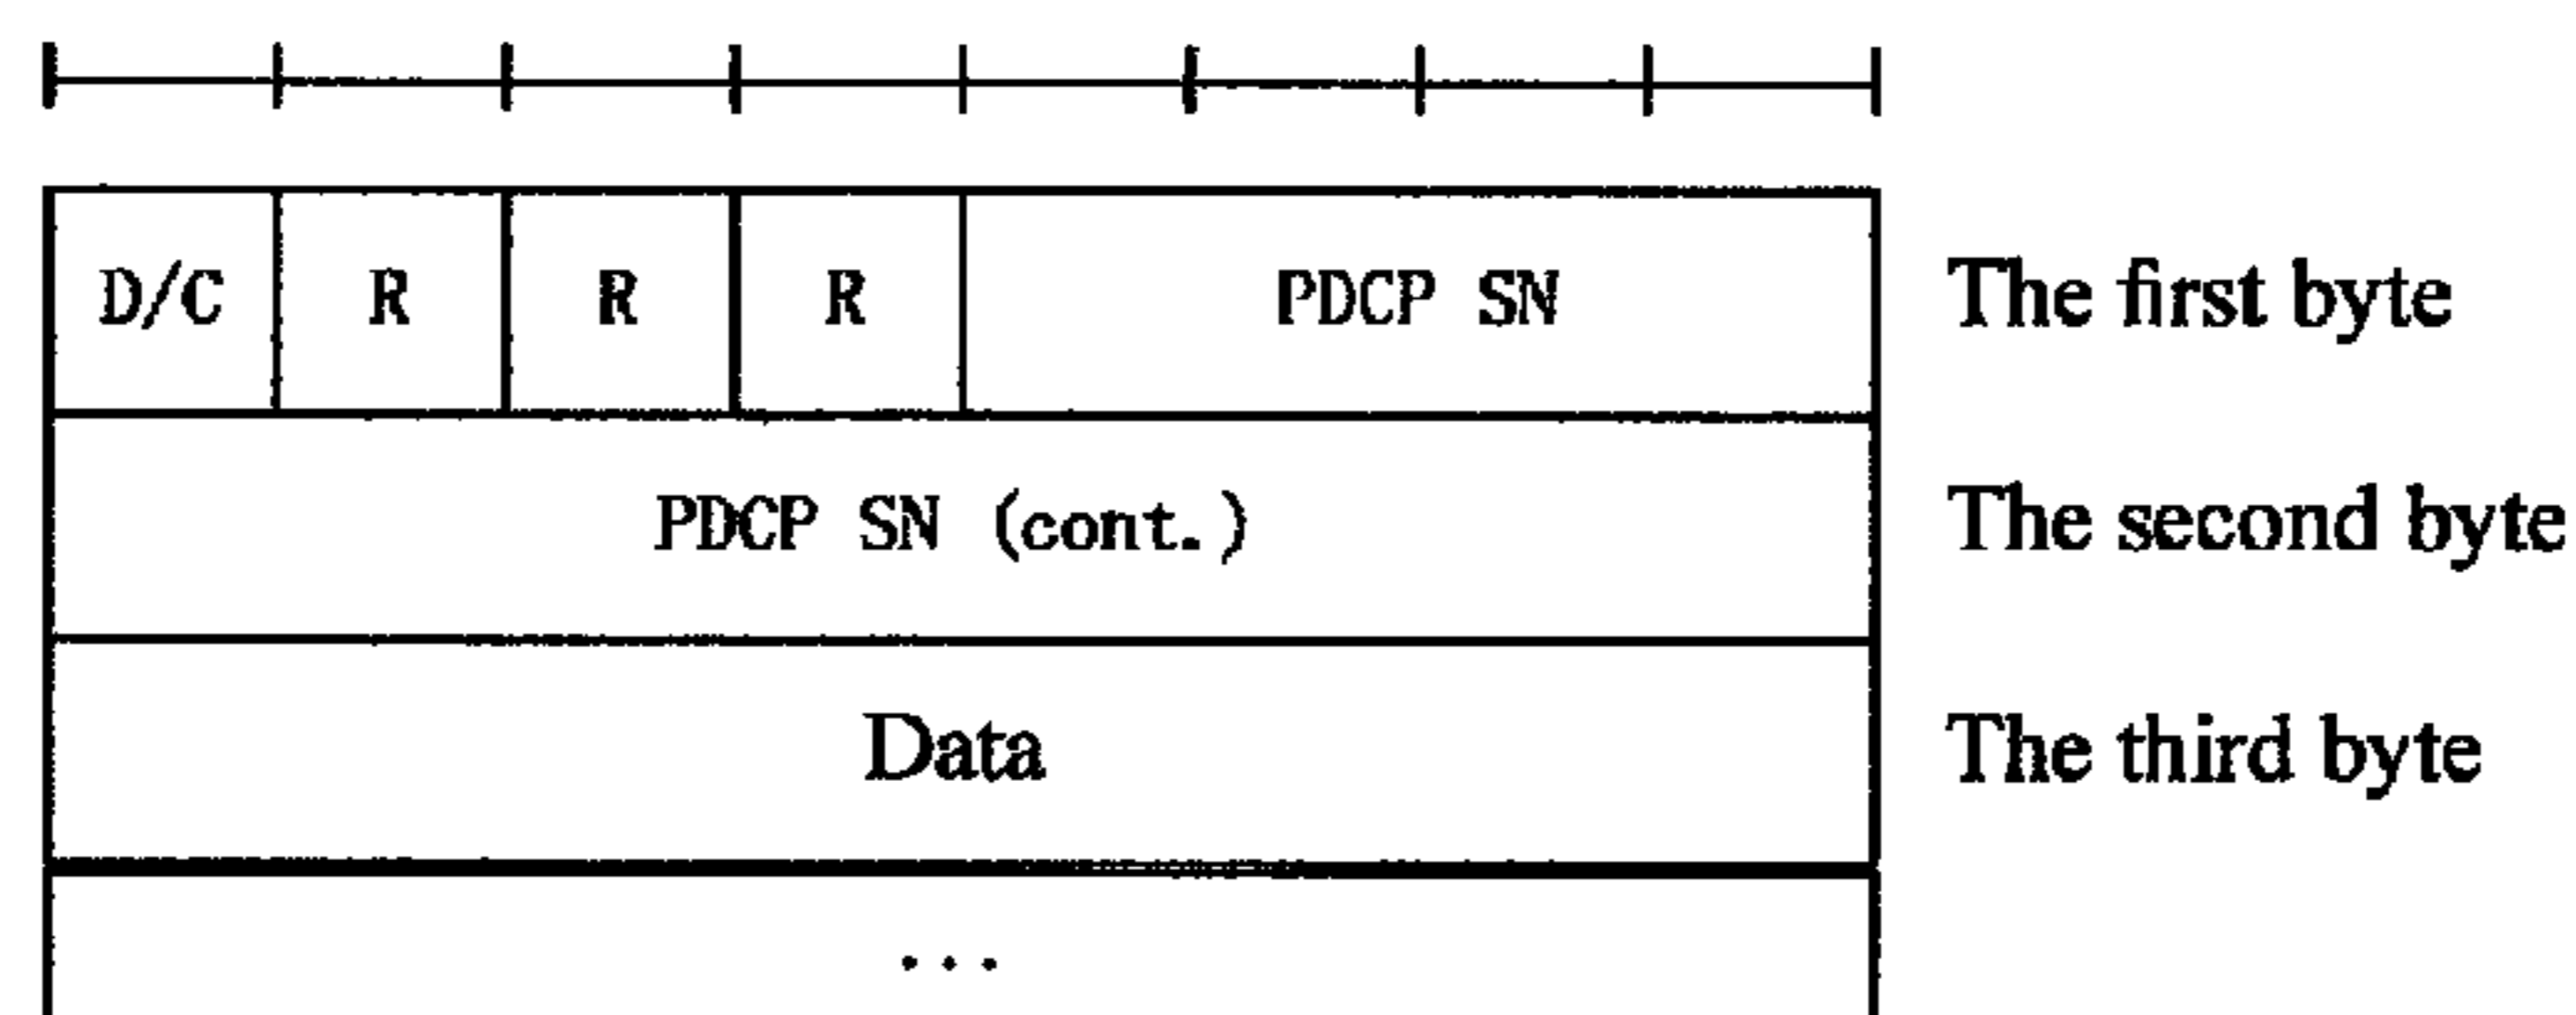 D/C R R R PDCP SN The first byte
PDCP SN (cont.) The second byte
Data The third byte
...